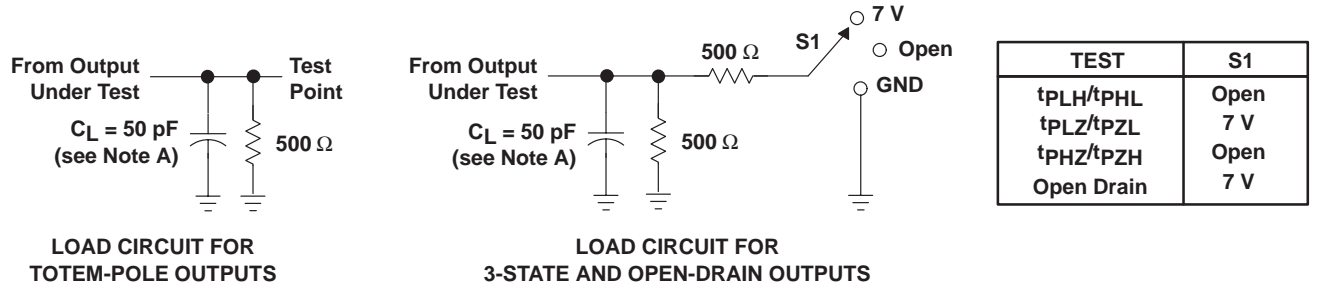 From Output
Under Test
Test
Point
CL = 50 pF
(see Note A)
500 Ω
LOAD CIRCUIT FOR
TOTEM-POLE OUTPUTS
From Output
Under Test
CL = 50 pF
(see Note A)
500 Ω
500 Ω
S1
7 V
Open
GND
LOAD CIRCUIT FOR
3-STATE AND OPEN-DRAIN OUTPUTS
TEST S1
tPLH/tPHL Open
tPLZ/tPZL 7 V
tPHZ/tPZH Open
Open Drain 7 V